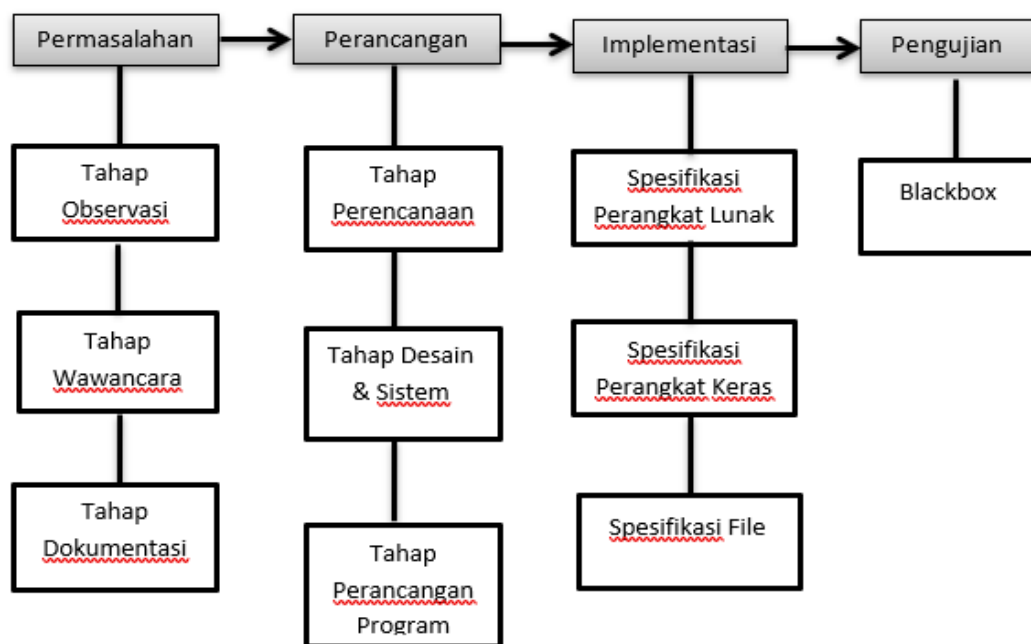 Permasalahan
Perancangan
Implementasi
Pengujian
Tahap
Observasi
Tahap
Wawancara
Tahap
Dokumentasi
Tahap
Perencanaan
Tahap Desain
& Sistem
Tahap
Perancangan
Program
Spesifikasi
Perangkat Lunak
Spesifikasi
Perangkat Keras
Spesifikasi File
Blackbox